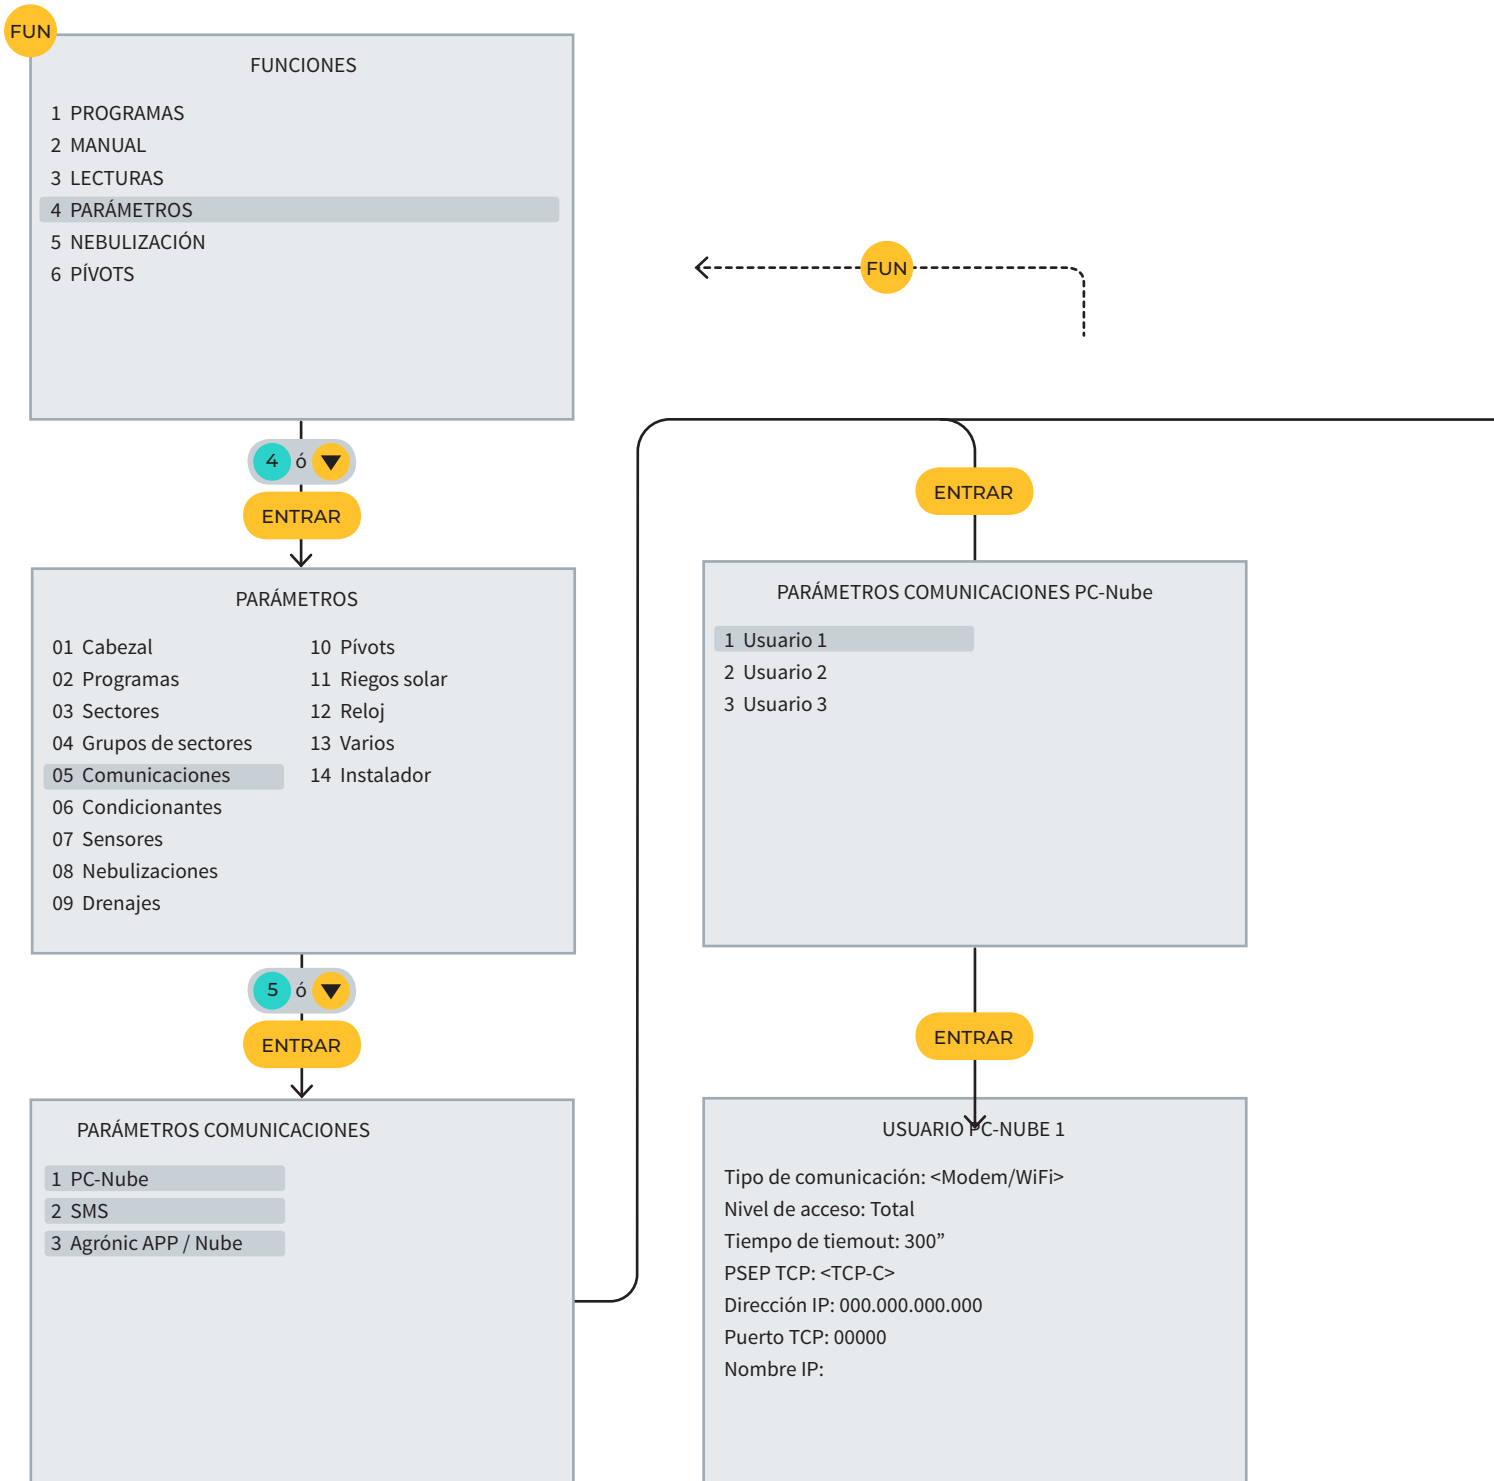 FUN
FUNCIONES
1 PROGRAMAS
2 MANUAL
3 LECTURAS
4 PARÁMETROS
5 NEBULIZACIÓN
6 PÍVOTS
4 ó
ENTRAR
PARÁMETROS
01 Cabezal
02 Programas
03 Sectores
04 Grupos de sectores
05 Comunicaciones
06 Condicionantes
07 Sensores
08 Nebulizaciones
09 Drenajes
10 Pívots
11 Riegos solar
12 Reloj
13 Varios
14 Instalador
5 ó
ENTRAR
PARÁMETROS COMUNICACIONES
1 PC-Nube
2 SMS
3 Agrónic APP / Nube
FUN
ENTRAR
PARÁMETROS COMUNICACIONES PC-Nube
1 Usuario 1
2 Usuario 2
3 Usuario 3
ENTRAR
USUARIO PC-NUBE 1
Tipo de comunicación: <Modem/WiFi>
Nivel de acceso: Total
Tiempo de tiemout: 300”
PSEP TCP: <TCP-C>
Dirección IP: 000.000.000.000
Puerto TCP: 00000
Nombre IP: